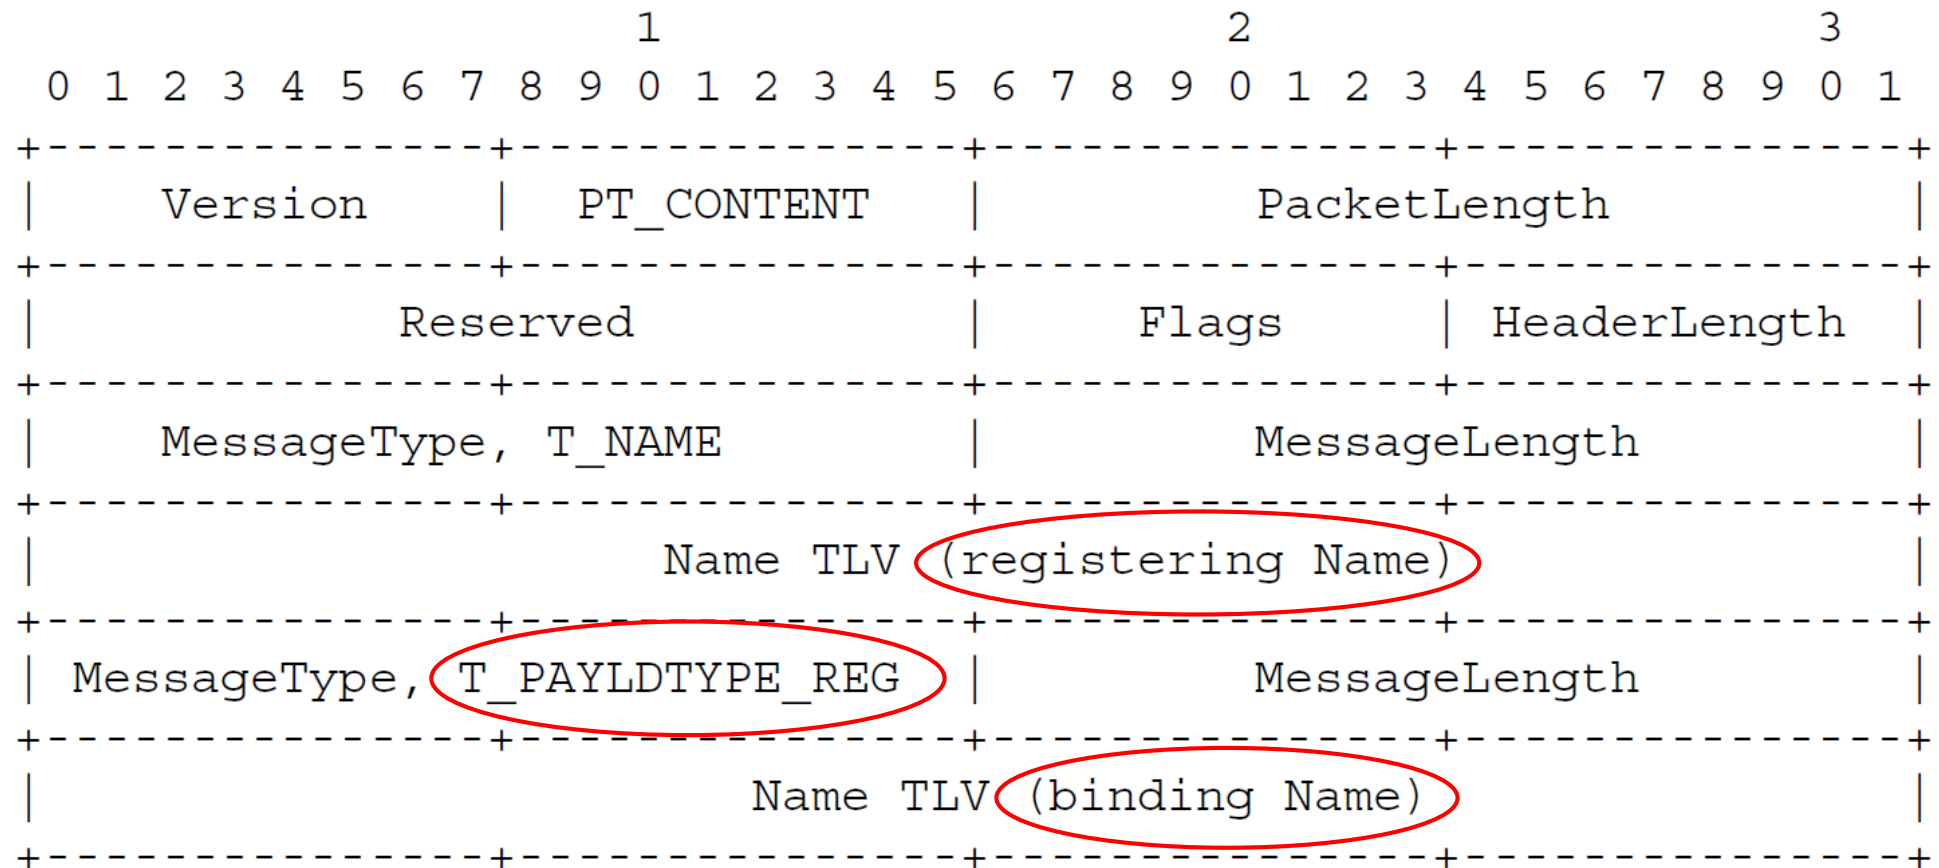 1 2 3
0 1 2 3 4 5 6 7 8 9 0 1 2 3 4 5 6 7 8 9 0 1 2 3 4 5 6 7 8 9 0 1
+---------------+---------------+---------------+---------------+
| Version | PT_CONTENT | PacketLength |
+---------------+---------------+---------------+---------------+
| Reserved | Flags | HeaderLength |
+---------------+---------------+---------------+---------------+
| MessageType, T_NAME | MessageLength |
+---------------+---------------+---------------+---------------+
| Name TLV (registering Name) |
+---------------+---------------+---------------+---------------+
| MessageType, T_PAYLDTYPE_REG | MessageLength |
+---------------+---------------+---------------+---------------+
| Name TLV (binding Name) |
+---------------+---------------+---------------+---------------+